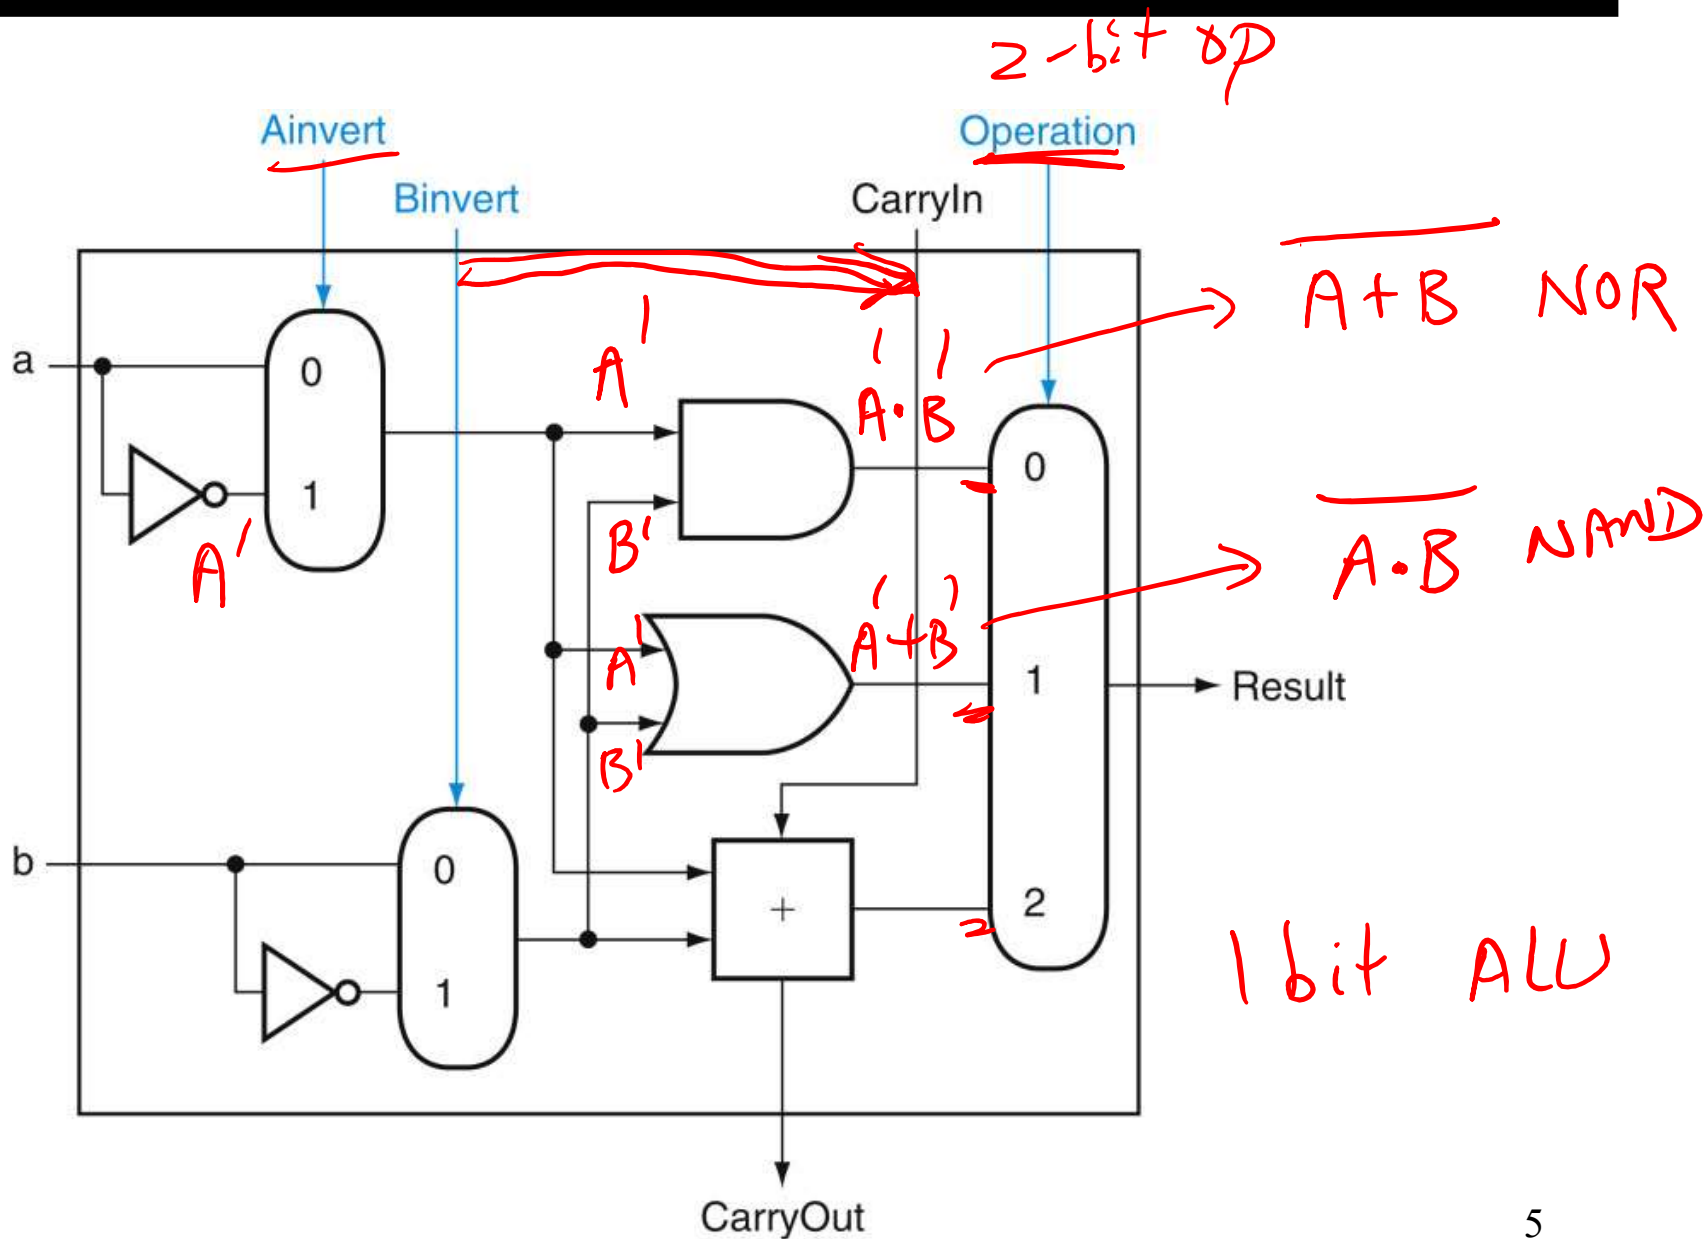 2-bit op
Ainvert
Operation
Binvert
CarryIn
A+B NOR
a
0
A'
A'·B'
0
1
A'
B'
A·B NAND
A'
A'+B'
1
Result
B'
b
0
+
2
1
1 bit ALU
CarryOut
5